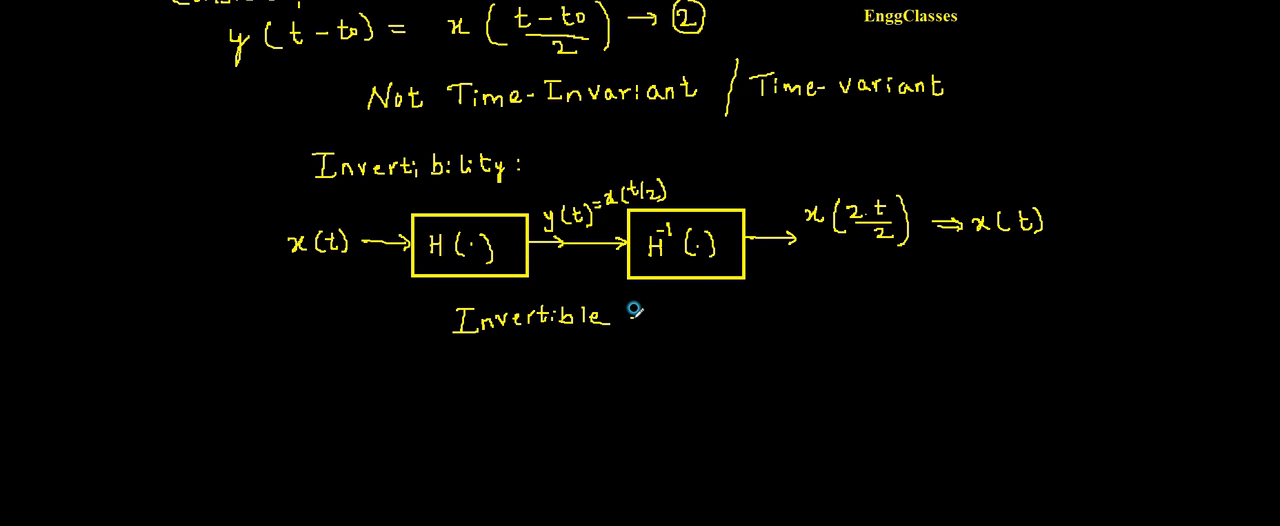 EnggClasses
y(t-t0) = x((t-t0)/2) → 2
Not Time-Invariant / Time-variant
Invertibility:
x(t) → H(·) y(t)=x(t/2) → H⁻¹(·) → x(2·t/2) ⇒ x(t)
Invertible